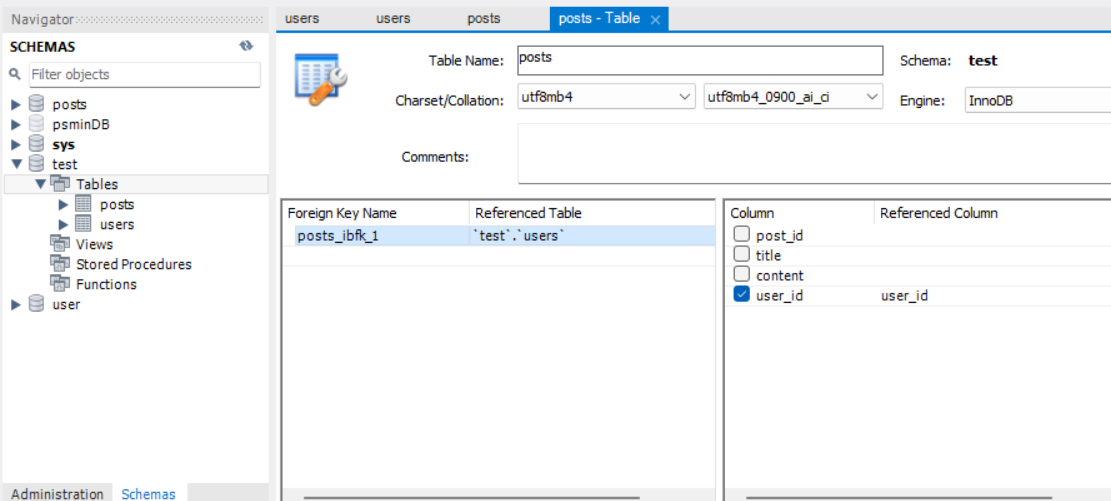 Navigator
SCHEMAS
Filter objects
posts
psminDB
sys
test
Tables
posts
users
Views
Stored Procedures
Functions
user
Administration Schemas
users users posts posts - Table
Table Name: posts Schema: test
Charset/Collation: utf8mb4 utf8mb4_0900_ai_ci Engine: InnoDB
Comments:
Foreign Key Name Referenced Table
posts_ibfk_1 `test`.`users`
Column Referenced Column
post_id
title
content
user_id user_id